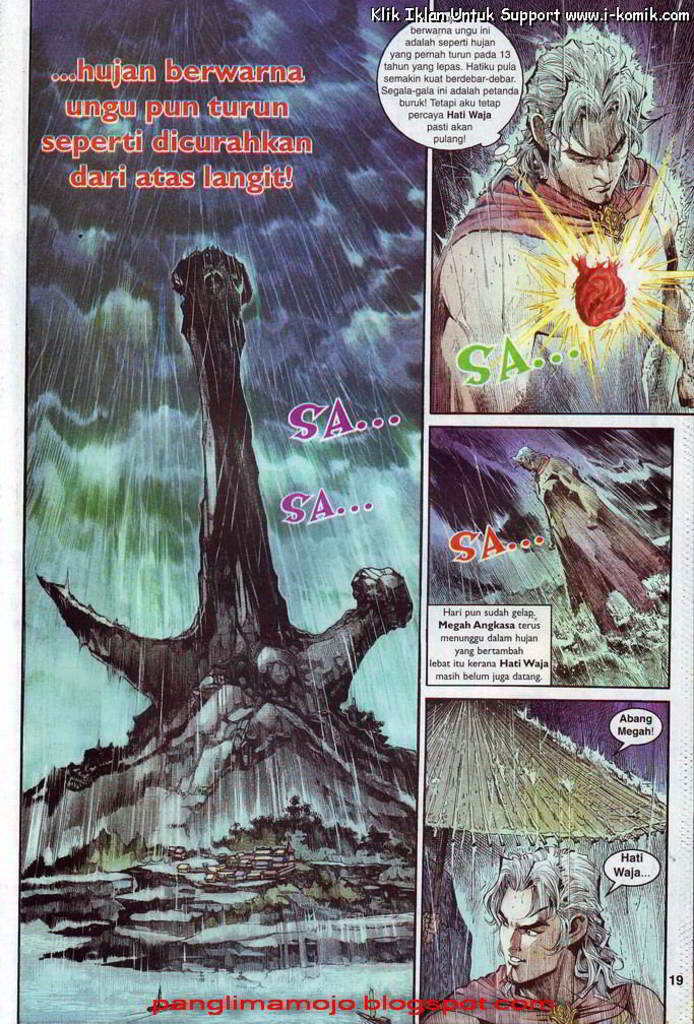 Klik Iklan Untuk Support www.i-komik.com
...hujan berwarna
ungu pun turun
seperti dicurahkan
dari atas langit!
SA...
SA...
berwarna ungu ini
adalah seperti hujan
yang pernah turun pada 13
tahun yang lepas. Hatiku pula
semakin kuat berdebar-debar.
Segala-gala ini adalah petanda
buruk! Tetapi aku tetap
percaya Hati Waja
pasti akan
pulang!
SA...
SA...
Hari pun sudah gelap.
Megah Angkasa terus
menunggu dalam hujan
yang bertambah
lebat itu kerana Hati Waja
masih belum juga datang.
Abang
Megah!
Hati
Waja...
19
panglimamojo.blogspot.com